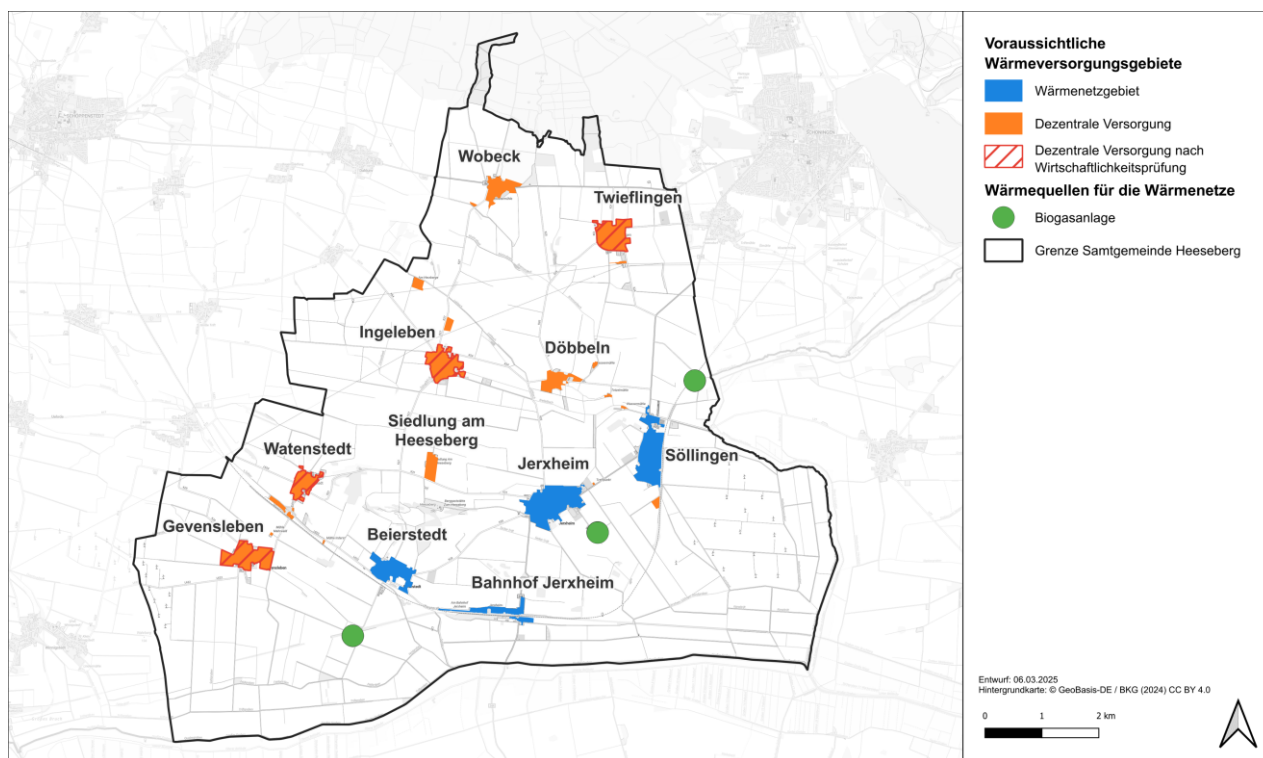 Wobeck
Twieflingen
Ingeleben
Döbbeln
Siedlung am
Heeseberg
Watenstedt
Jerxheim
Söllingen
Gevensleben
Beierstedt
Bahnhof Jerxheim
Voraussichtliche
Wärmeversorgungsgebiete
Wärmenetzgebiet
Dezentrale Versorgung
Dezentrale Versorgung nach
Wirtschaftlichkeitsprüfung
Wärmequellen für die Wärmenetze
Biogasanlage
Grenze Samtgemeinde Heeseberg
Entwurf: 06.03.2025
Hintergrundkarte: © GeoBasis-DE / BKG (2024) CC BY 4.0
0 1 2 km